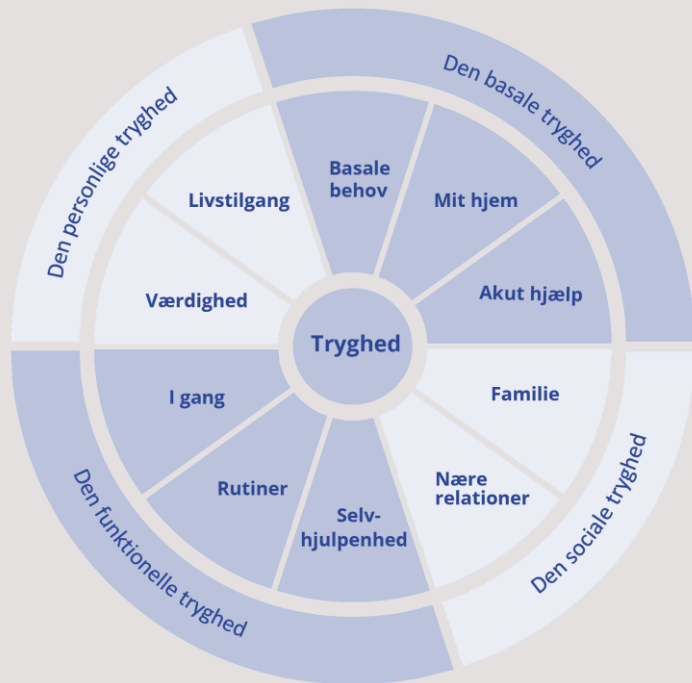 Den basale tryghed
Basale
behov
Mit hjem
Akut hjælp
Den sociale tryghed
Familie
Nære
relationer
Den funktionelle tryghed
Selv-
hjulpenhed
Rutiner
I gang
Den personlige tryghed
Værdighed
Livstilgang
Tryghed